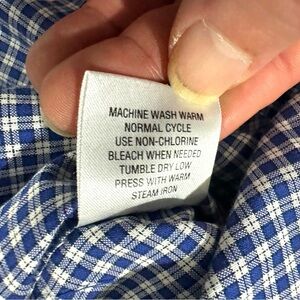 MACHINE WASH WARM
NORMAL CYCLE
USE NON-CHLORINE
BLEACH WHEN NEEDED
TUMBLE DRY LOW
PRESS WITH WARM
STEAM IRON